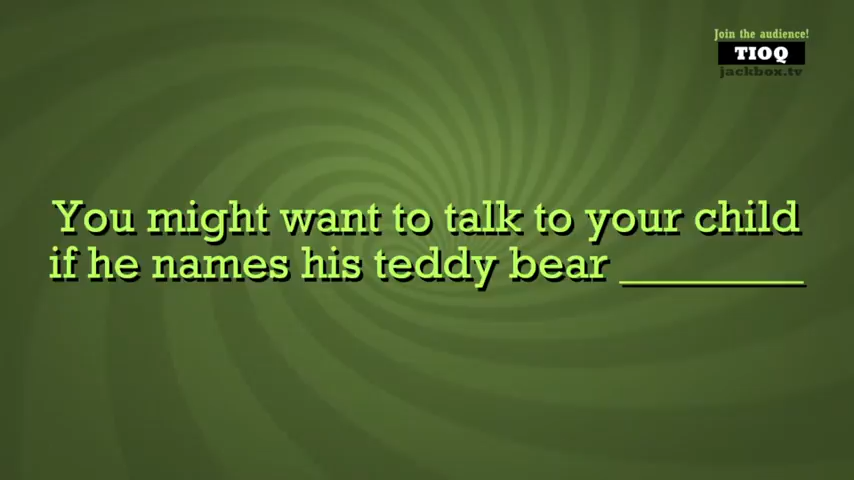 Join the audience!
TIOQ
jackbox.tv
You might want to talk to your child
if he names his teddy bear __________